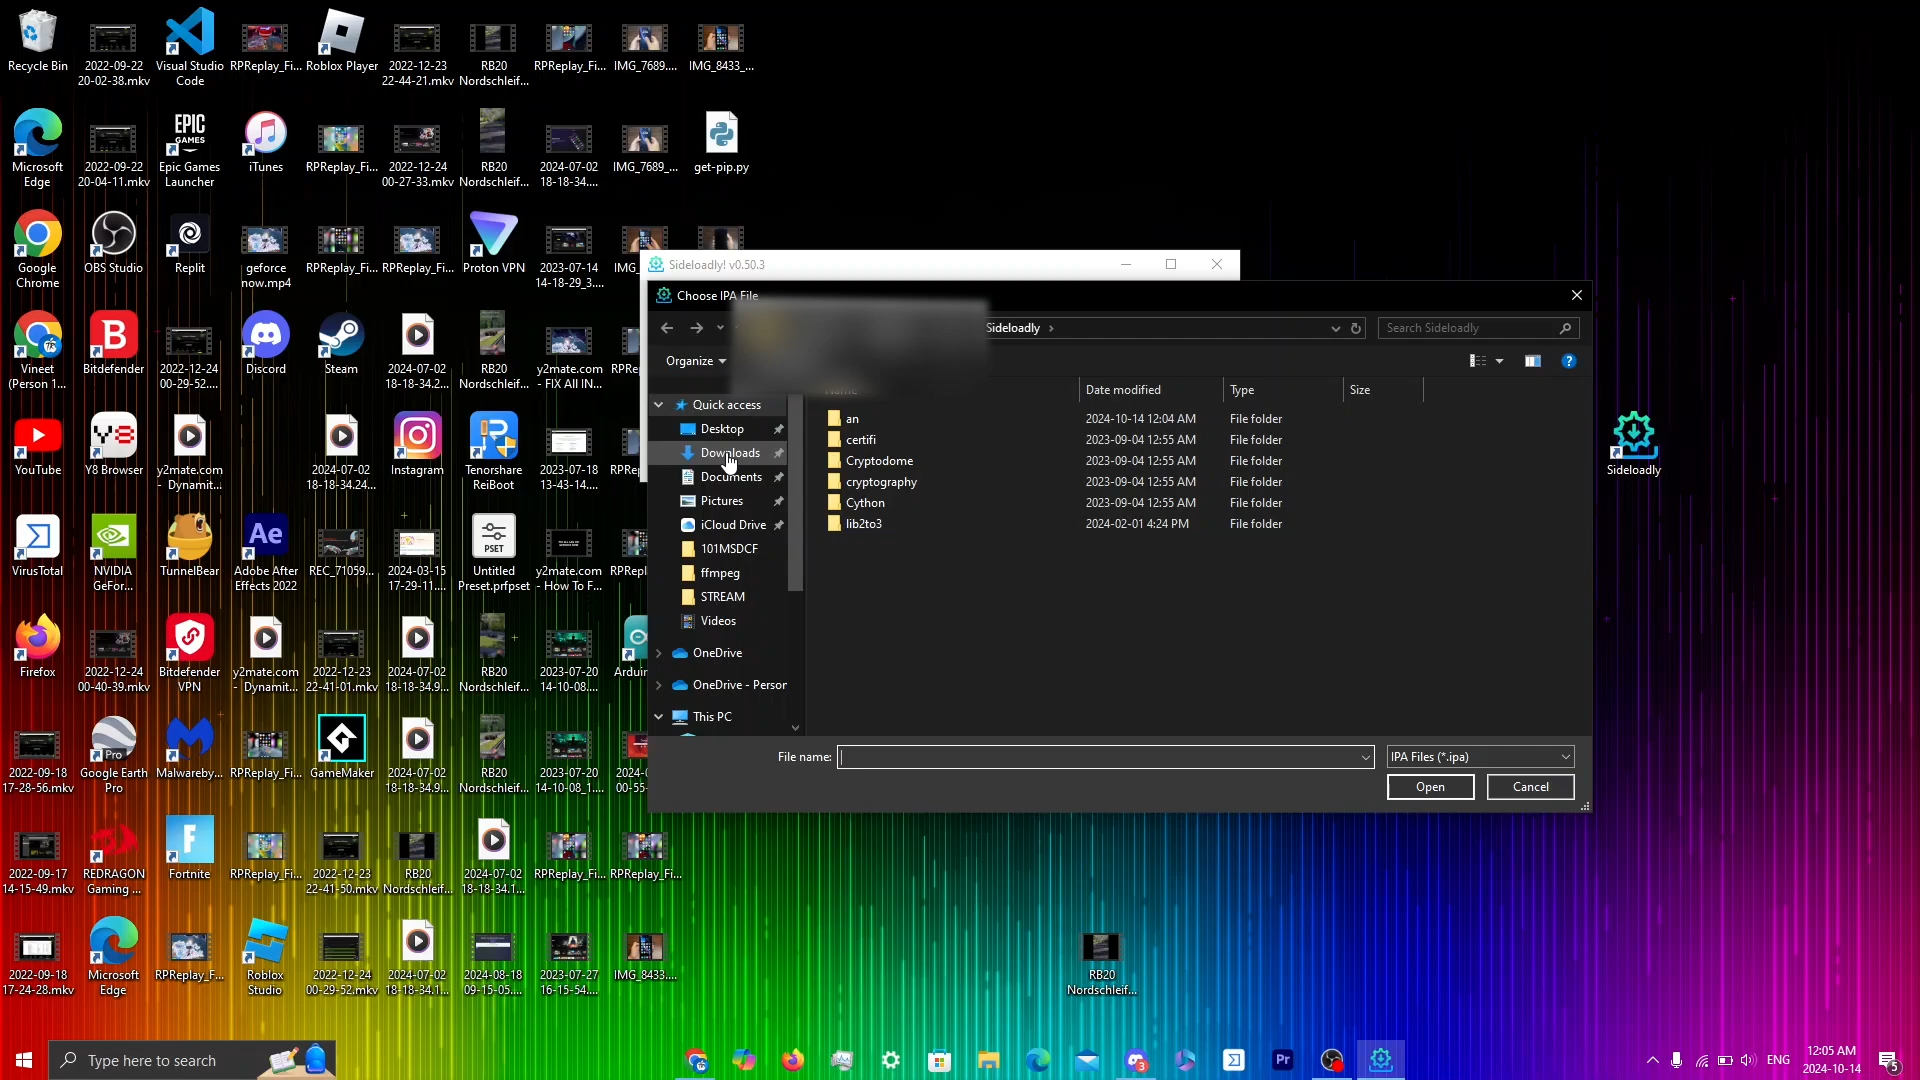 Recycle Bin
2022-09-22
20-02-38.mkv
Visual Studio
Code
RPReplay_Fi...
Roblox Player
2022-12-23
22-44-21.mkv
RB20
Nordschleif...
RPReplay_Fi...
IMG_7689....
IMG_8433_...
Microsoft
Edge
2022-09-22
20-04-11.mkv
EPIC
GAMES
Epic Games
Launcher
iTunes
RPReplay_Fi...
2022-12-24
00-27-33.mkv
RB20
Nordschleif...
2024-07-02
18-18-34....
IMG_7689_...
get-pip.py
Google
Chrome
OBS Studio
Replit
geforce
now.mp4
RPReplay_Fi...
RPReplay_Fi...
Proton VPN
2023-07-14
14-18-29_3....
Vineet
(Person 1...
Bitdefender
2022-12-24
00-29-52....
Discord
Steam
2024-07-02
18-18-34.2...
RB20
Nordschleif...
y2mate.com
- FIX All IN...
YouTube
Y8 Browser
y2mate.com
- Dynamit...
2024-07-02
18-18-34.24...
Instagram
Tenorshare
ReiBoot
2023-07-18
13-43-14....
VirusTotal
NVIDIA
GeFor...
TunnelBear
Ae
Adobe After
Effects 2022
REC_71059...
2024-03-15
17-29-11....
PSET
Untitled
Preset.prfpset
y2mate.com
- How To F...
Firefox
2022-12-24
00-40-39.mkv
Bitdefender
VPN
y2mate.com
- Dynamit...
2022-12-23
22-41-01.mkv
2024-07-02
18-18-34.9...
RB20
Nordschleif...
2023-07-20
14-10-08....
2022-09-18
17-28-56.mkv
Pro
Google Earth
Pro
Malwareby...
RPReplay_Fi...
GameMaker
2024-07-02
18-18-34.9...
RB20
Nordschleif...
2023-07-20
14-10-08_1....
2022-09-17
14-15-49.mkv
REDRAGON
Gaming ...
Fortnite
RPReplay_Fi...
2022-12-23
22-41-50.mkv
RB20
Nordschleif...
2024-07-02
18-18-34.1...
RPReplay_Fi...
RPReplay_Fi...
2022-09-18
17-24-28.mkv
Microsoft
Edge
RPReplay_F...
Roblox
Studio
2022-12-24
00-29-52.mkv
2024-07-02
18-18-34.1...
2024-08-18
09-15-05....
2023-07-27
16-15-54....
IMG_8433....
RB20
Nordschleif...
Sideloadly
Sideloadly! v0.50.3
Choose IPA File
Sideloadly
Search Sideloadly
Organize
Date modified Type Size
Quick access
Desktop
Downloads
Documents
Pictures
iCloud Drive
101MSDCF
ffmpeg
STREAM
Videos
OneDrive
OneDrive - Person
This PC
an 2024-10-14 12:04 AM File folder
certifi 2023-09-04 12:55 AM File folder
Cryptodome 2023-09-04 12:55 AM File folder
cryptography 2023-09-04 12:55 AM File folder
Cython 2023-09-04 12:55 AM File folder
lib2to3 2024-02-01 4:24 PM File folder
File name:
IPA Files (*.ipa)
Open
Cancel
Type here to search
Pr
ENG
12:05 AM
2024-10-14
5